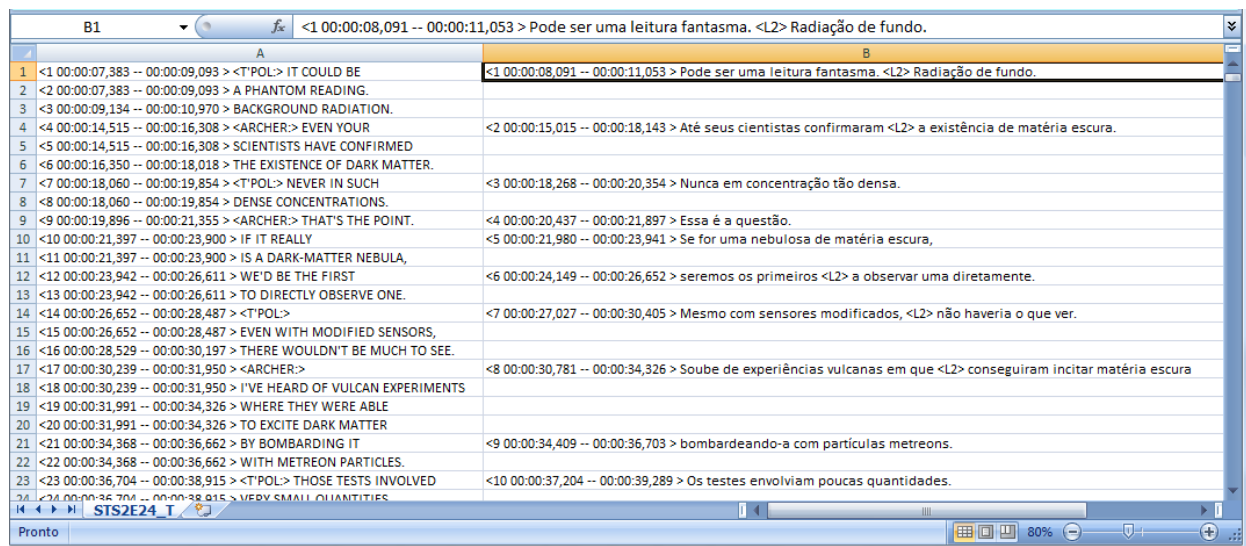 B1 fx <1 00:00:08,091 -- 00:00:11,053 > Pode ser uma leitura fantasma. <L2> Radiação de fundo.
A B
1 <1 00:00:07,383 -- 00:00:09,093 > <T'POL:> IT COULD BE <1 00:00:08,091 -- 00:00:11,053 > Pode ser uma leitura fantasma. <L2> Radiação de fundo.
2 <2 00:00:07,383 -- 00:00:09,093 > A PHANTOM READING.
3 <3 00:00:09,134 -- 00:00:10,970 > BACKGROUND RADIATION.
4 <4 00:00:14,515 -- 00:00:16,308 > <ARCHER:> EVEN YOUR <2 00:00:15,015 -- 00:00:18,143 > Até seus cientistas confirmaram <L2> a existência de matéria escura.
5 <5 00:00:14,515 -- 00:00:16,308 > SCIENTISTS HAVE CONFIRMED
6 <6 00:00:16,350 -- 00:00:18,018 > THE EXISTENCE OF DARK MATTER.
7 <7 00:00:18,060 -- 00:00:19,854 > <T'POL:> NEVER IN SUCH <3 00:00:18,268 -- 00:00:20,354 > Nunca em concentração tão densa.
8 <8 00:00:18,060 -- 00:00:19,854 > DENSE CONCENTRATIONS.
9 <9 00:00:19,896 -- 00:00:21,355 > <ARCHER:> THAT'S THE POINT. <4 00:00:20,437 -- 00:00:21,897 > Essa é a questão.
10 <10 00:00:21,397 -- 00:00:23,900 > IF IT REALLY <5 00:00:21,980 -- 00:00:23,941 > Se for uma nebulosa de matéria escura,
11 <11 00:00:21,397 -- 00:00:23,900 > IS A DARK-MATTER NEBULA,
12 <12 00:00:23,942 -- 00:00:26,611 > WE'D BE THE FIRST <6 00:00:24,149 -- 00:00:26,652 > seremos os primeiros <L2> a observar uma diretamente.
13 <13 00:00:23,942 -- 00:00:26,611 > TO DIRECTLY OBSERVE ONE.
14 <14 00:00:26,652 -- 00:00:28,487 > <T'POL:> <7 00:00:27,027 -- 00:00:30,405 > Mesmo com sensores modificados, <L2> não haveria o que ver.
15 <15 00:00:26,652 -- 00:00:28,487 > EVEN WITH MODIFIED SENSORS,
16 <16 00:00:28,529 -- 00:00:30,197 > THERE WOULDN'T BE MUCH TO SEE.
17 <17 00:00:30,239 -- 00:00:31,950 > <ARCHER:> <8 00:00:30,781 -- 00:00:34,326 > Soube de experiências vulcanas em que <L2> conseguiram incitar matéria escura
18 <18 00:00:30,239 -- 00:00:31,950 > I'VE HEARD OF VULCAN EXPERIMENTS
19 <19 00:00:31,991 -- 00:00:34,326 > WHERE THEY WERE ABLE
20 <20 00:00:31,991 -- 00:00:34,326 > TO EXCITE DARK MATTER
21 <21 00:00:34,368 -- 00:00:36,662 > BY BOMBARDING IT <9 00:00:34,409 -- 00:00:36,703 > bombardeando-a com partículas metreons.
22 <22 00:00:34,368 -- 00:00:36,662 > WITH METREON PARTICLES.
23 <23 00:00:36,704 -- 00:00:38,915 > <T'POL:> THOSE TESTS INVOLVED <10 00:00:37,204 -- 00:00:39,289 > Os testes envolviam poucas quantidades.
24 <24 00:00:36,704 -- 00:00:38,915 > VERY SMALL QUANTITIES
STS2E24_T
Pronto 80%